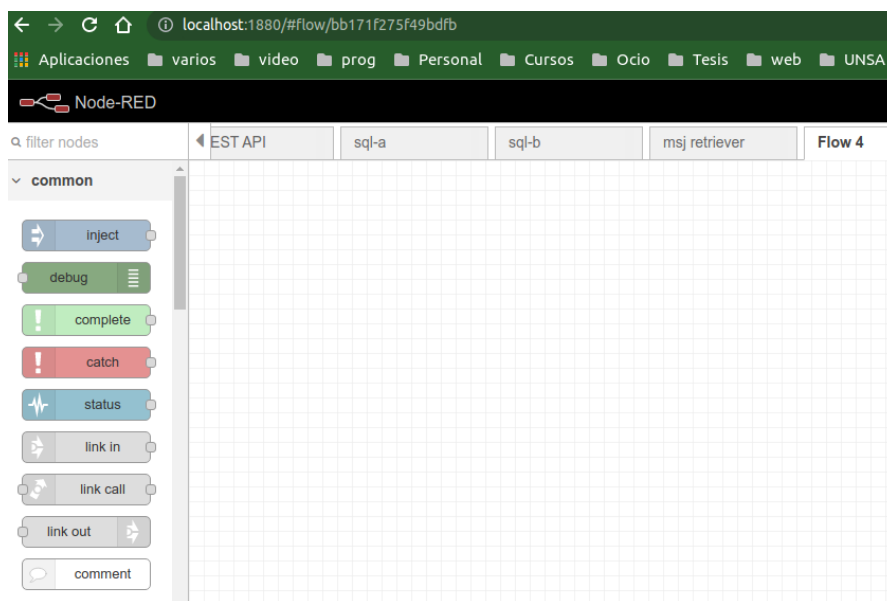 localhost:1880/#flow/bb171f275f49bdfb
Aplicaciones varios video prog Personal Cursos Ocio Tesis web UNSA
Node-RED
filter nodes
EST API sql-a sql-b msj retriever Flow 4
common
inject
debug
complete
catch
status
link in
link call
link out
comment